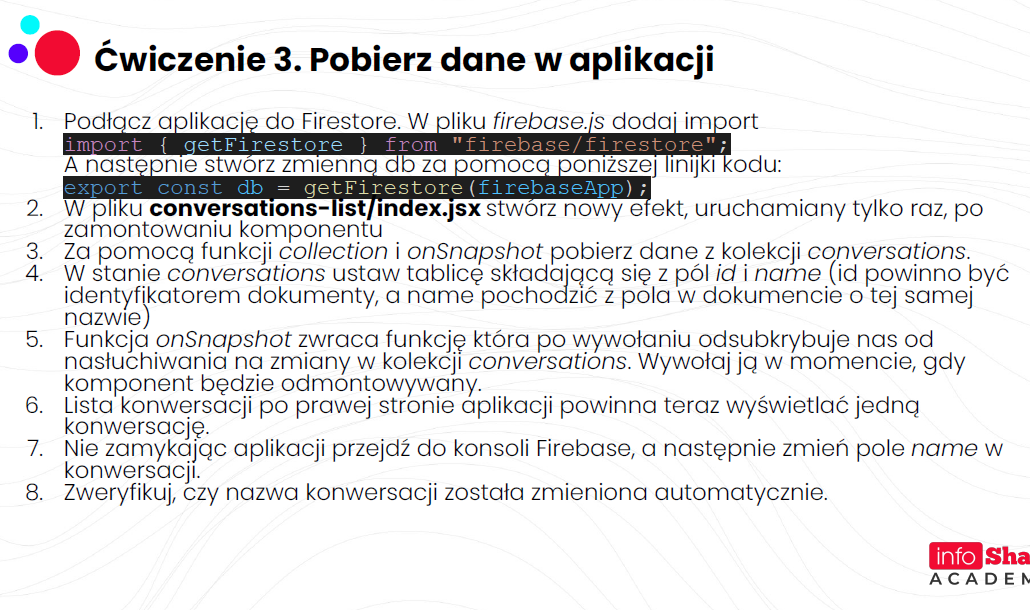 Ćwiczenie 3. Pobierz dane w aplikacji
1. Podłącz aplikację do Firestore. W pliku firebase.js dodaj import
import { getFirestore } from "firebase/firestore";
A następnie stwórz zmienną db za pomocą poniższej linijki kodu:
export const db = getFirestore(firebaseApp);
2. W pliku conversations-list/index.jsx stwórz nowy efekt, uruchamiany tylko raz, po
zamontowaniu komponentu
3. Za pomocą funkcji collection i onSnapshot pobierz dane z kolekcji conversations.
4. W stanie conversations ustaw tablicę składającą się z pól id i name (id powinno być
identyfikatorem dokumenty, a name pochodzić z pola w dokumencie o tej samej
nazwie)
5. Funkcja onSnapshot zwraca funkcję która po wywołaniu odsubkrybuje nas od
nasłuchiwania na zmiany w kolekcji conversations. Wywołaj ją w momencie, gdy
komponent będzie odmontowywany.
6. Lista konwersacji po prawej stronie aplikacji powinna teraz wyświetlać jedną
konwersację.
7. Nie zamykając aplikacji przejdź do konsoli Firebase, a następnie zmień pole name w
konwersacji.
8. Zweryfikuj, czy nazwa konwersacji została zmieniona automatycznie.
info Sha
ACADEM